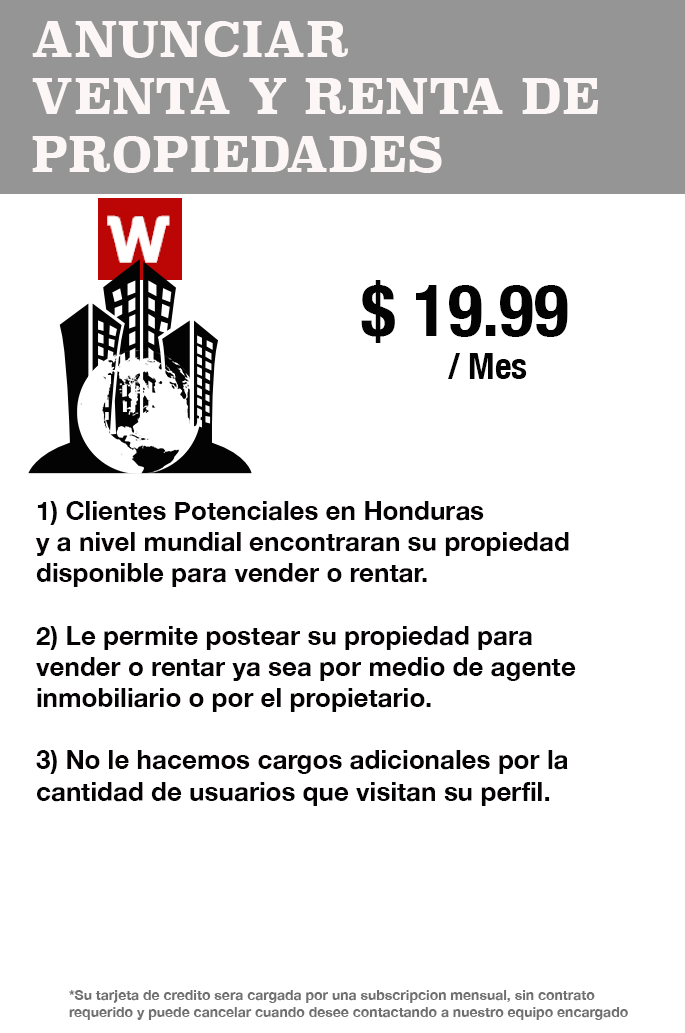 ANUNCIAR
VENTA Y RENTA DE
PROPIEDADES
W
$ 19.99
/ Mes
1) Clientes Potenciales en Honduras
y a nivel mundial encontraran su propiedad
disponible para vender o rentar.
2) Le permite postear su propiedad para
vender o rentar ya sea por medio de agente
inmobiliario o por el propietario.
3) No le hacemos cargos adicionales por la
cantidad de usuarios que visitan su perfil.
*Su tarjeta de credito sera cargada por una subscripcion mensual, sin contrato
requerido y puede cancelar cuando desee contactando a nuestro equipo encargado